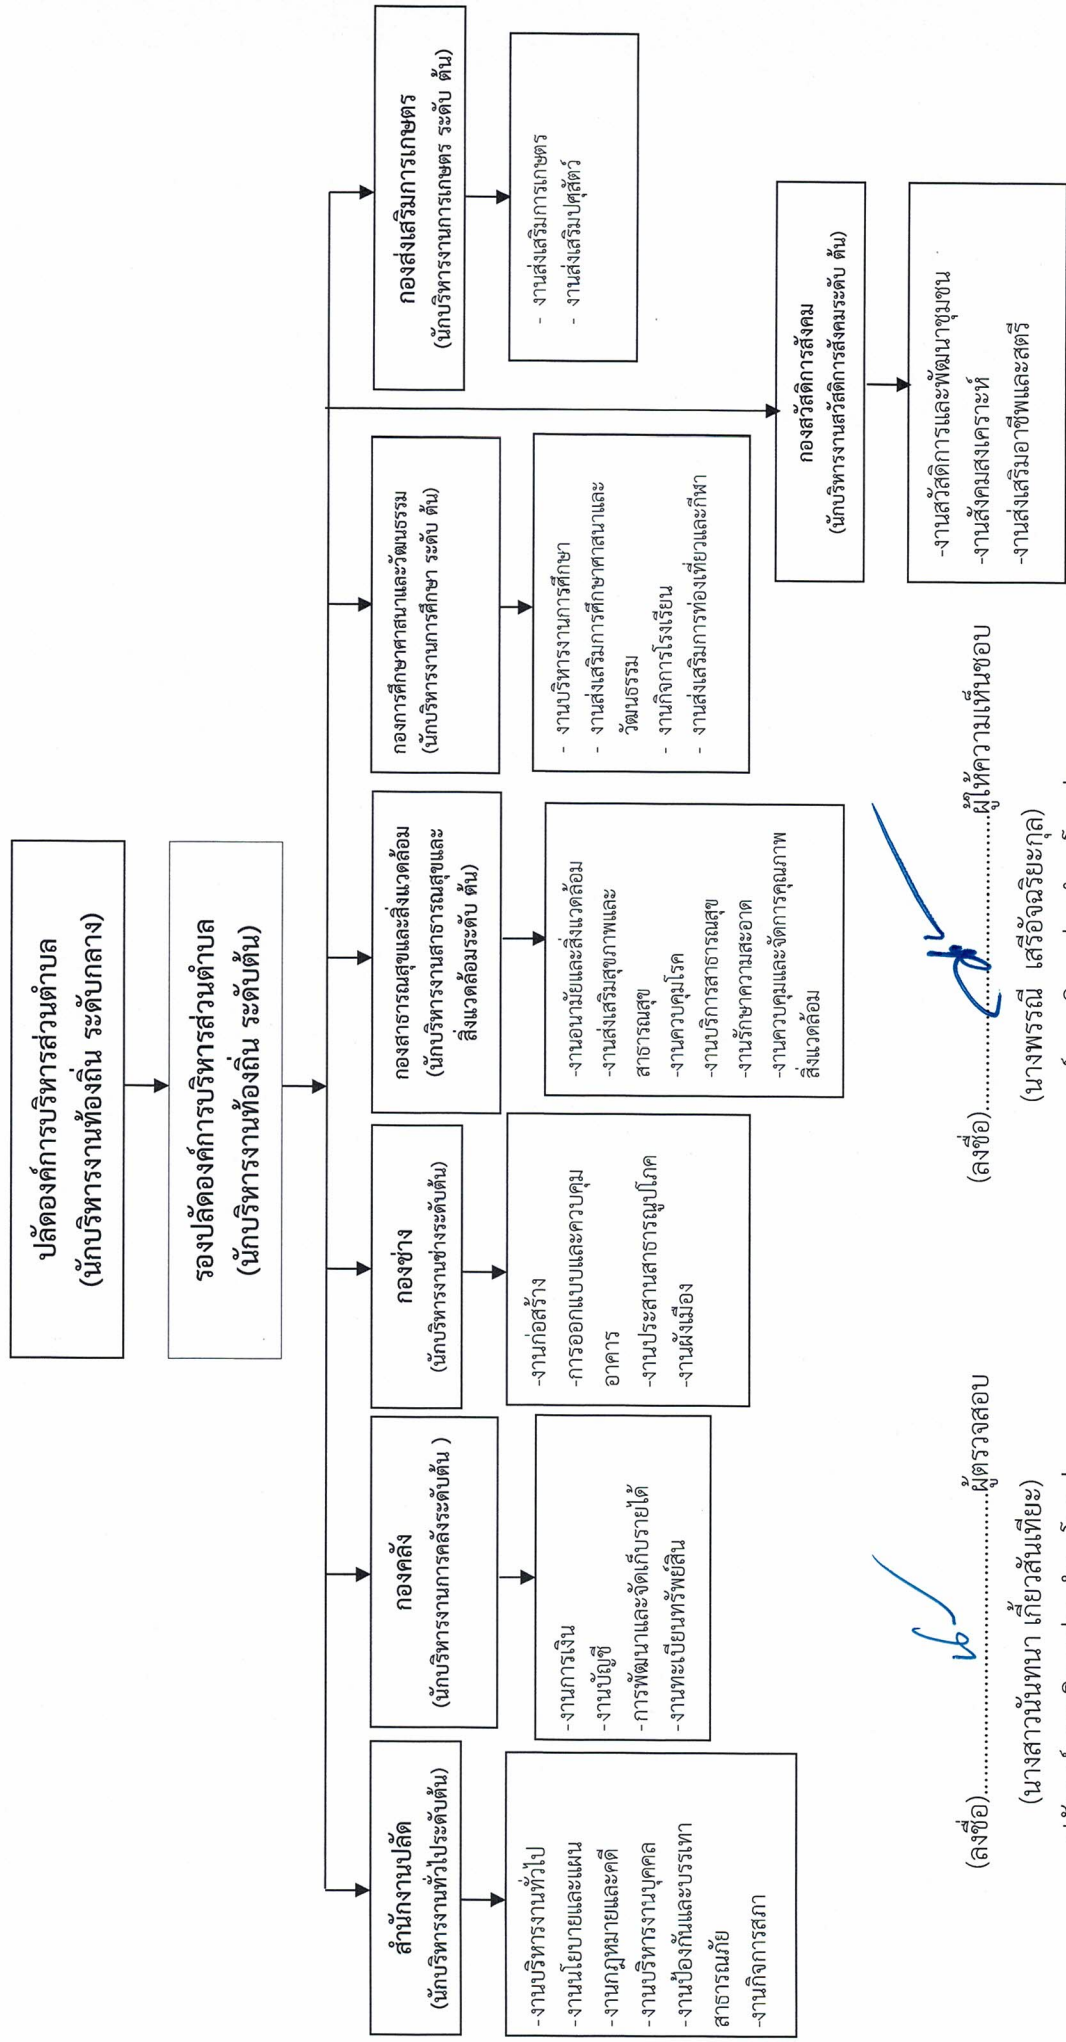 ปลัดองค์การบริหารส่วนตำบล
(นักบริหารงานท้องถิ่น ระดับกลาง)
รองปลัดองค์การบริหารส่วนตำบล
(นักบริหารงานท้องถิ่น ระดับต้น)
สำนักงานปลัด
(นักบริหารงานทั่วไประดับต้น)
-งานบริหารงานทั่วไป
-งานนโยบายและแผน
-งานกฎหมายและคดี
-งานบริหารงานบุคคล
-งานป้องกันและบรรเทา
สาธารณภัย
-งานกิจการสภา
กองคลัง
(นักบริหารงานการคลังระดับต้น )
-งานการเงิน
-งานบัญชี
-การพัฒนาและจัดเก็บรายได้
-งานทะเบียนทรัพย์สิน
กองช่าง
(นักบริหารงานช่างระดับต้น)
-งานก่อสร้าง
-การออกแบบและควบคุม
อาคาร
-งานประสานสาธารณูปโภค
-งานผังเมือง
กองสาธารณสุขและสิ่งแวดล้อม
(นักบริหารงานสาธารณสุขและ
สิ่งแวดล้อมระดับ ต้น)
-งานอนามัยและสิ่งแวดล้อม
-งานส่งเสริมสุขภาพและ
สาธารณสุข
-งานควบคุมโรค
-งานบริการสาธารณสุข
-งานรักษาความสะอาด
-งานควบคุมและจัดการคุณภาพ
สิ่งแวดล้อม
กองการศึกษาศาสนาและวัฒนธรรม
(นักบริหารงานการศึกษา ระดับ ต้น)
- งานบริหารงานการศึกษา
- งานส่งเสริมการศึกษาศาสนาและ
วัฒนธรรม
- งานกิจการโรงเรียน
- งานส่งเสริมการท่องเที่ยวและกีฬา
กองส่งเสริมการเกษตร
(นักบริหารงานการเกษตร ระดับ ต้น)
- งานส่งเสริมการเกษตร
- งานส่งเสริมปศุสัตว์
กองสวัสดิการสังคม
(นักบริหารงานสวัสดิการสังคมระดับ ต้น)
-งานสวัสดิการและพัฒนาชุมชน
-งานสังคมสงเคราะห์
-งานส่งเสริมอาชีพและสตรี
(ลงชื่อ)........................................ผู้ตรวจสอบ
(นางสาวนันทนา เกี้ยวสันเทียะ)
(ลงชื่อ)........................................ผู้ให้ความเห็นชอบ
(นางพรรณี เสรีอัจฉริยะกุล)